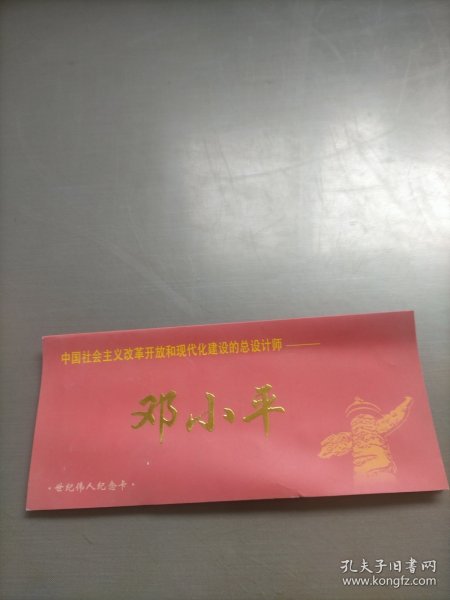 中国社会主义改革开放和现代化建设的总设计师———
邓小平
·世纪伟人纪念卡·
孔夫子旧书网
www.kongfz.com